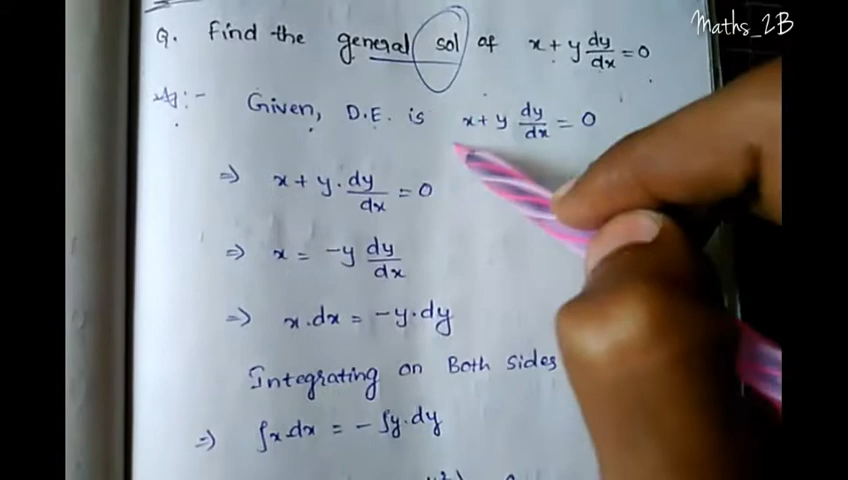 Maths_2B
Q. Find the general sol of x + y dy/dx = 0
Given, D.E. is x + y dy/dx = 0
⇒ x + y. dy/dx = 0
⇒ x = -y dy/dx
⇒ x.dx = -y.dy
Integrating on Both sides
⇒ ∫x.dx = -∫y.dy